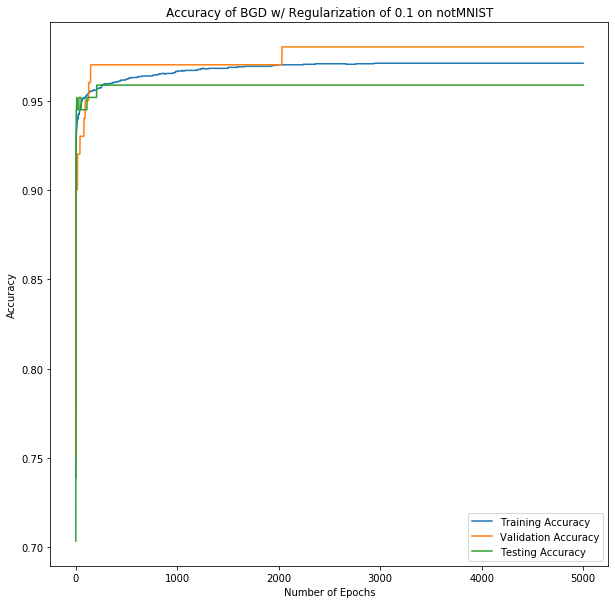 Accuracy of BGD w/ Regularization of 0.1 on notMNIST
Accuracy
0.95
0.90
0.85
0.80
0.75
0.70
0
1000
2000
3000
4000
5000
Number of Epochs
Training Accuracy
Validation Accuracy
Testing Accuracy